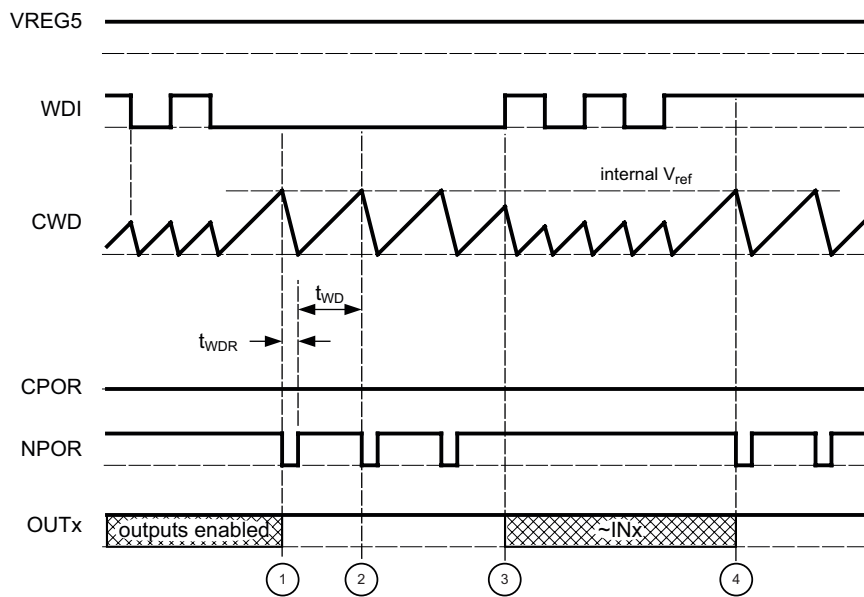 VREG5
WDI
internal Vref
CWD
tWD
tWDR
CPOR
NPOR
OUTx
outputs enabled
~INx
1
2
3
4